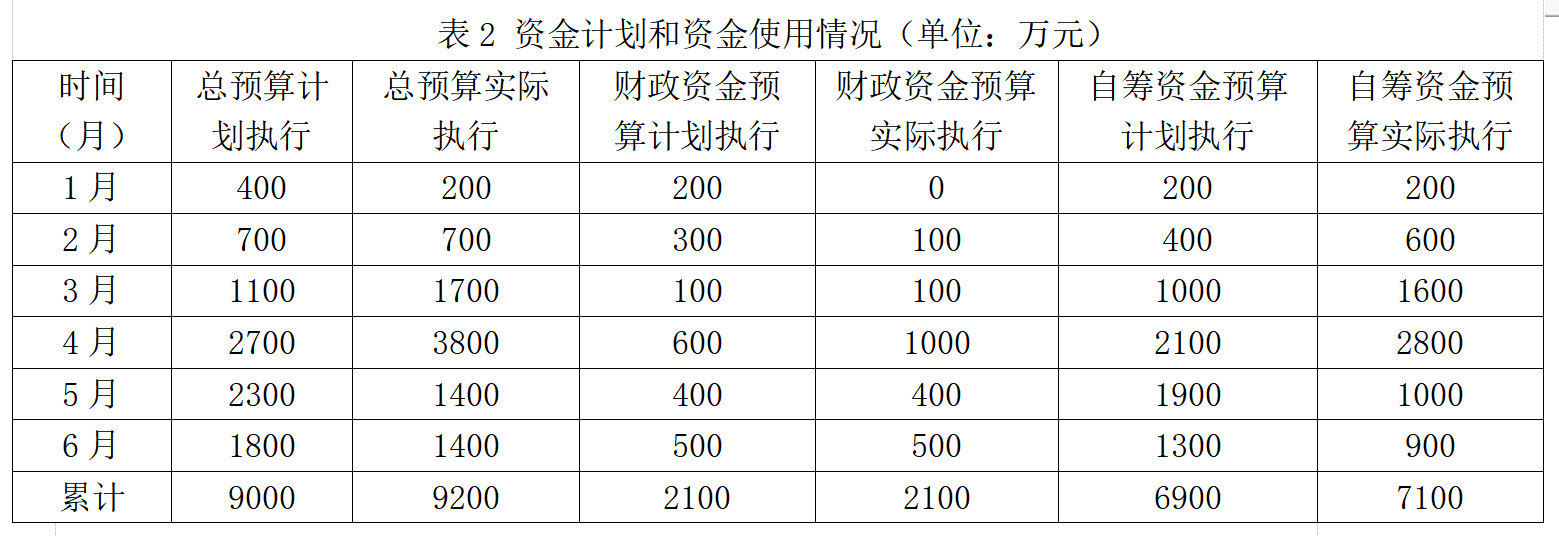 表2 资金计划和资金使用情况（单位：万元）
时间（月） 总预算计划执行 总预算实际执行 财政资金预算计划执行 财政资金预算实际执行 自筹资金预算计划执行 自筹资金预算实际执行
1月 400 200 200 0 200 200
2月 700 700 300 100 400 600
3月 1100 1700 100 100 1000 1600
4月 2700 3800 600 1000 2100 2800
5月 2300 1400 400 400 1900 1000
6月 1800 1400 500 500 1300 900
累计 9000 9200 2100 2100 6900 7100